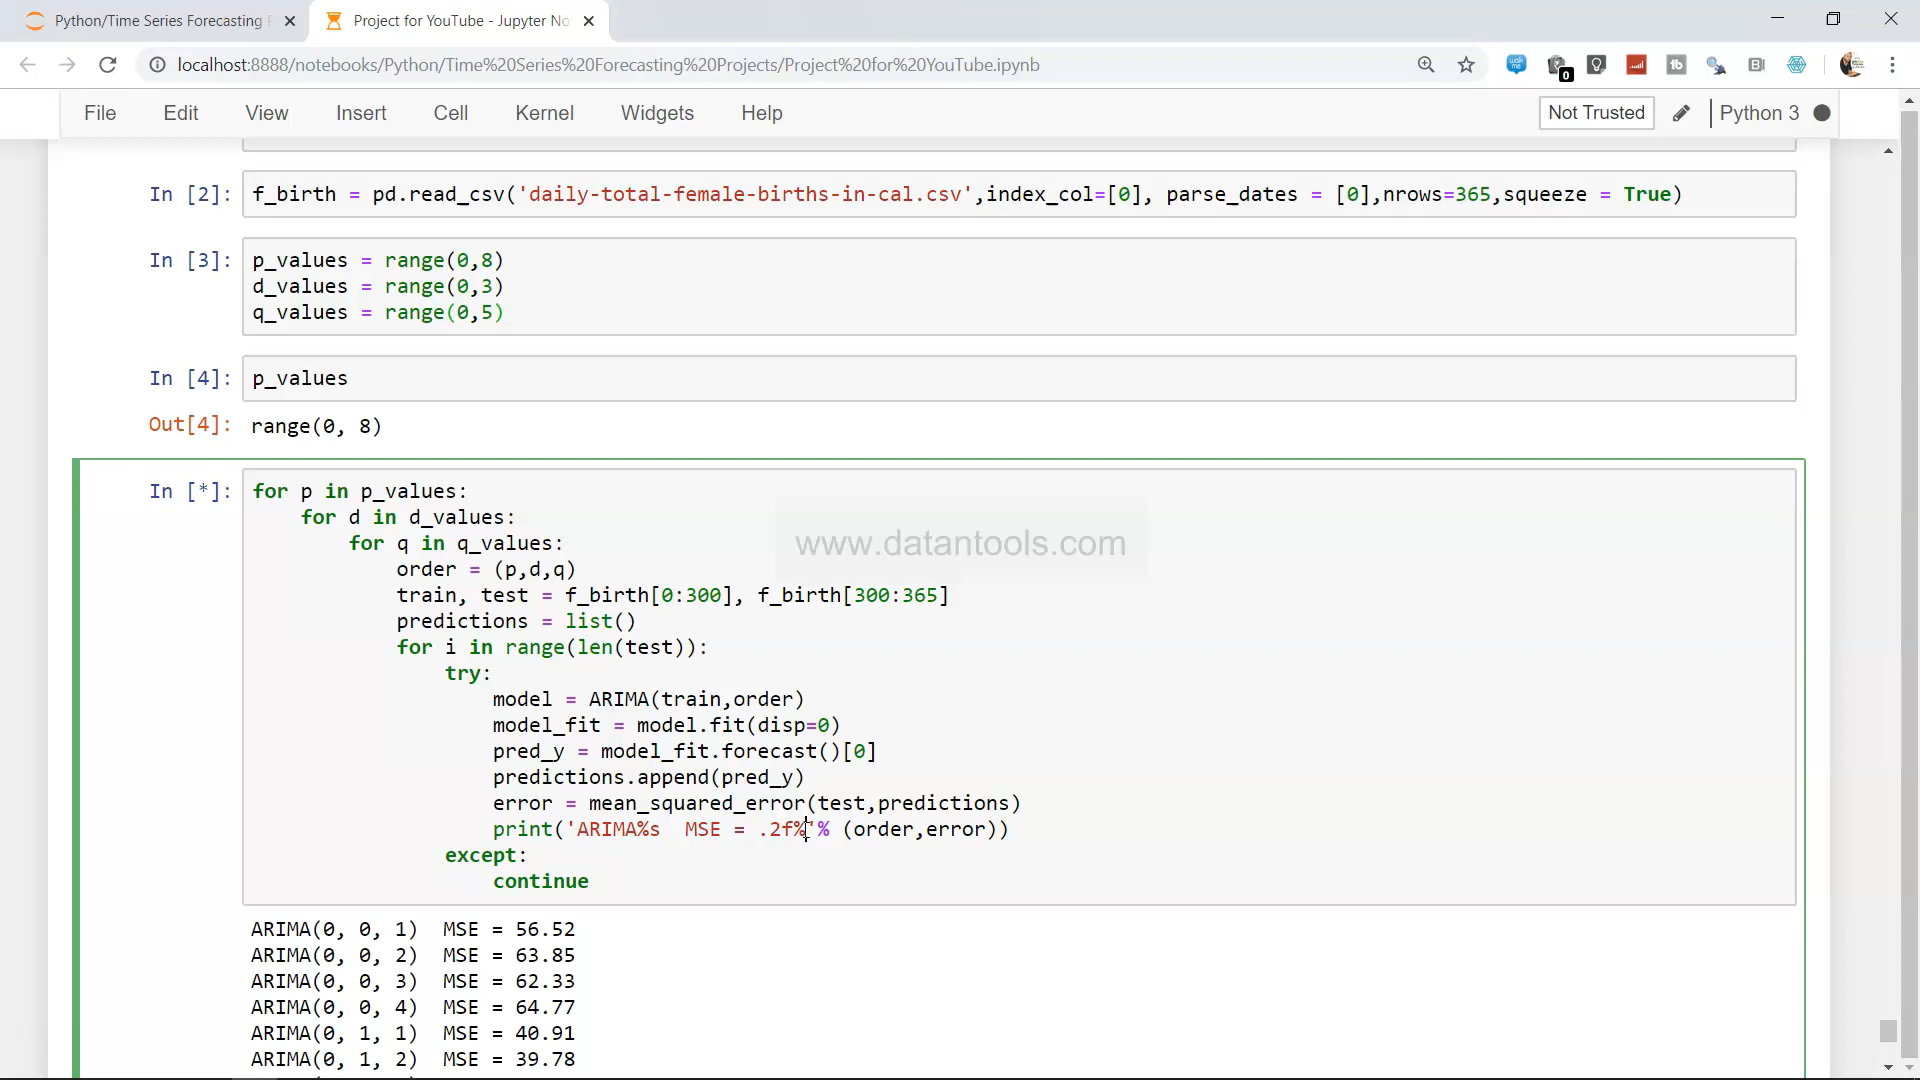 Python/Time Series Forecasting
Project for YouTube - Jupyter No
localhost:8888/notebooks/Python/Time%20Series%20Forecasting%20Projects/Project%20for%20YouTube.ipynb
0
File Edit View Insert Cell Kernel Widgets Help Not Trusted Python 3
In [2]: f_birth = pd.read_csv('daily-total-female-births-in-cal.csv',index_col=[0], parse_dates = [0],nrows=365,squeeze = True)
In [3]: p_values = range(0,8)
d_values = range(0,3)
q_values = range(0,5)
In [4]: p_values
Out[4]: range(0, 8)
In [*]: for p in p_values:
for d in d_values:
for q in q_values:
order = (p,d,q)
train, test = f_birth[0:300], f_birth[300:365]
predictions = list()
for i in range(len(test)):
try:
model = ARIMA(train,order)
model_fit = model.fit(disp=0)
pred_y = model_fit.forecast()[0]
predictions.append(pred_y)
error = mean_squared_error(test,predictions)
print('ARIMA%s  MSE = .2f%'% (order,error))
except:
continue
www.datantools.com
ARIMA(0, 0, 1)  MSE = 56.52
ARIMA(0, 0, 2)  MSE = 63.85
ARIMA(0, 0, 3)  MSE = 62.33
ARIMA(0, 0, 4)  MSE = 64.77
ARIMA(0, 1, 1)  MSE = 40.91
ARIMA(0, 1, 2)  MSE = 39.78